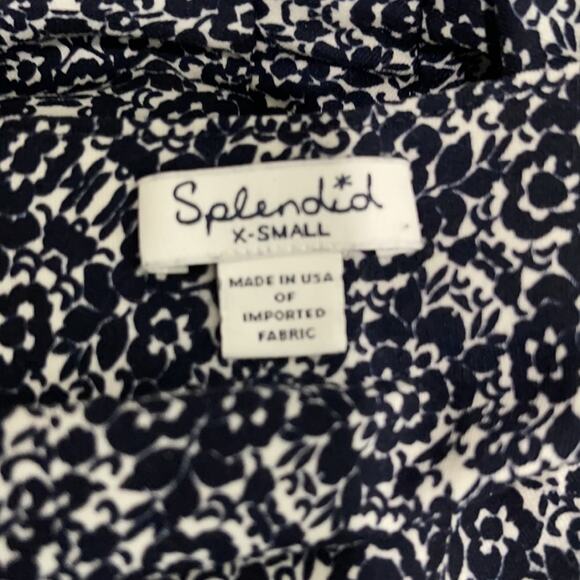 Splendid*
X-SMALL
MADE IN USA
OF
IMPORTED
FABRIC